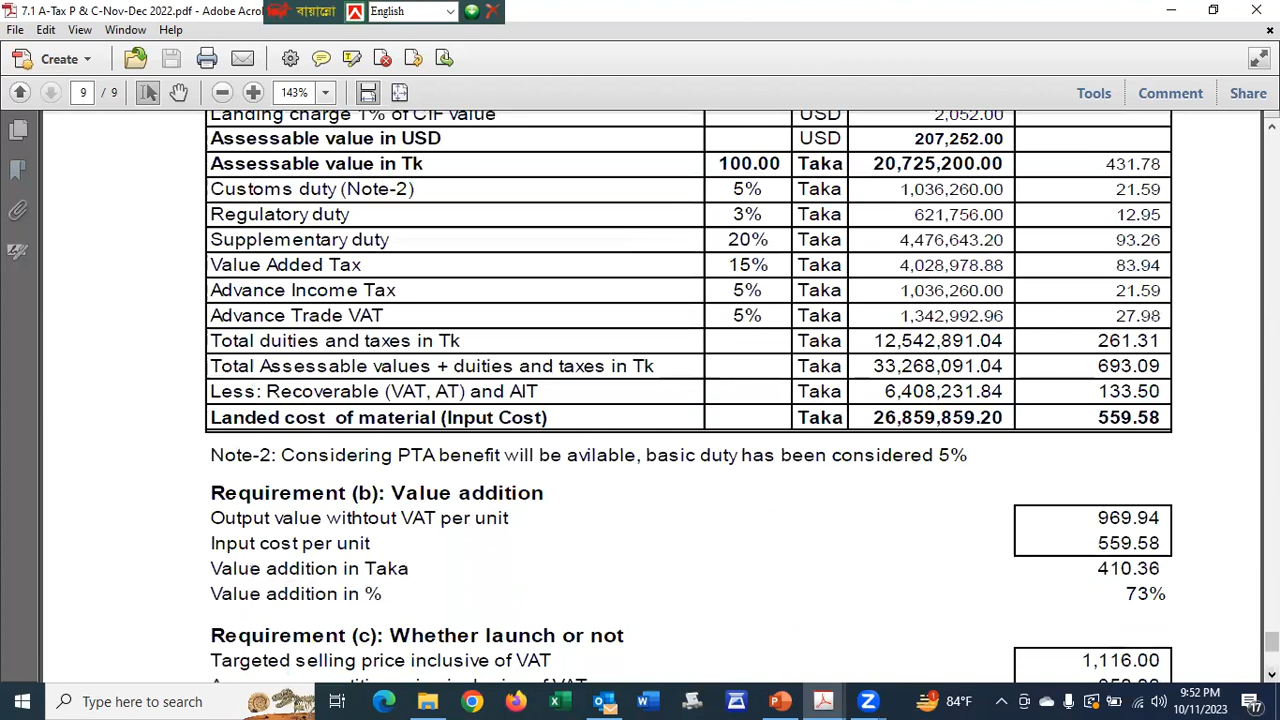 7.1 A-Tax P & C-Nov-Dec 2022.pdf - Adobe Acro
বায়ান্নো
English
File Edit View Window Help
Create
9 / 9 143% Tools Comment Share
Landing charge 1% of CIF value USD 2,052.00
Assessable value in USD USD 207,252.00
Assessable value in Tk 100.00 Taka 20,725,200.00 431.78
Customs duty (Note-2) 5% Taka 1,036,260.00 21.59
Regulatory duty 3% Taka 621,756.00 12.95
Supplementary duty 20% Taka 4,476,643.20 93.26
Value Added Tax 15% Taka 4,028,978.88 83.94
Advance Income Tax 5% Taka 1,036,260.00 21.59
Advance Trade VAT 5% Taka 1,342,992.96 27.98
Total duities and taxes in Tk Taka 12,542,891.04 261.31
Total Assessable values + duities and taxes in Tk Taka 33,268,091.04 693.09
Less: Recoverable (VAT, AT) and AIT Taka 6,408,231.84 133.50
Landed cost of material (Input Cost) Taka 26,859,859.20 559.58
Note-2: Considering PTA benefit will be avilable, basic duty has been considered 5%
Requirement (b): Value addition
Output value withtout VAT per unit 969.94
Input cost per unit 559.58
Value addition in Taka 410.36
Value addition in % 73%
Requirement (c): Whether launch or not
Targeted selling price inclusive of VAT 1,116.00
Type here to search
84°F
9:52 PM
10/11/2023
17